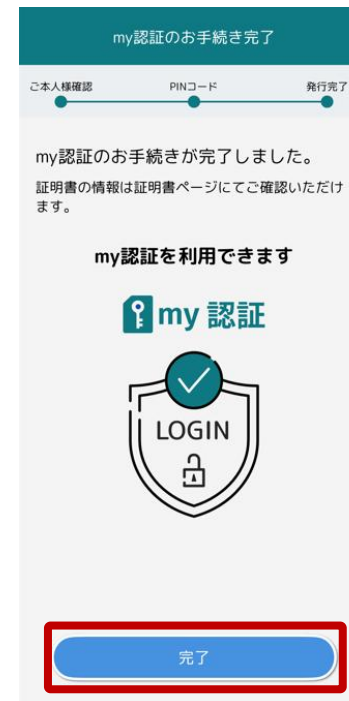 my認証のお手続き完了
ご本人様確認 PINコード 発行完了
my認証のお手続きが完了しました。
証明書の情報は証明書ページにてご確認いただけ
ます。
my認証を利用できます
my 認証
LOGIN
完了